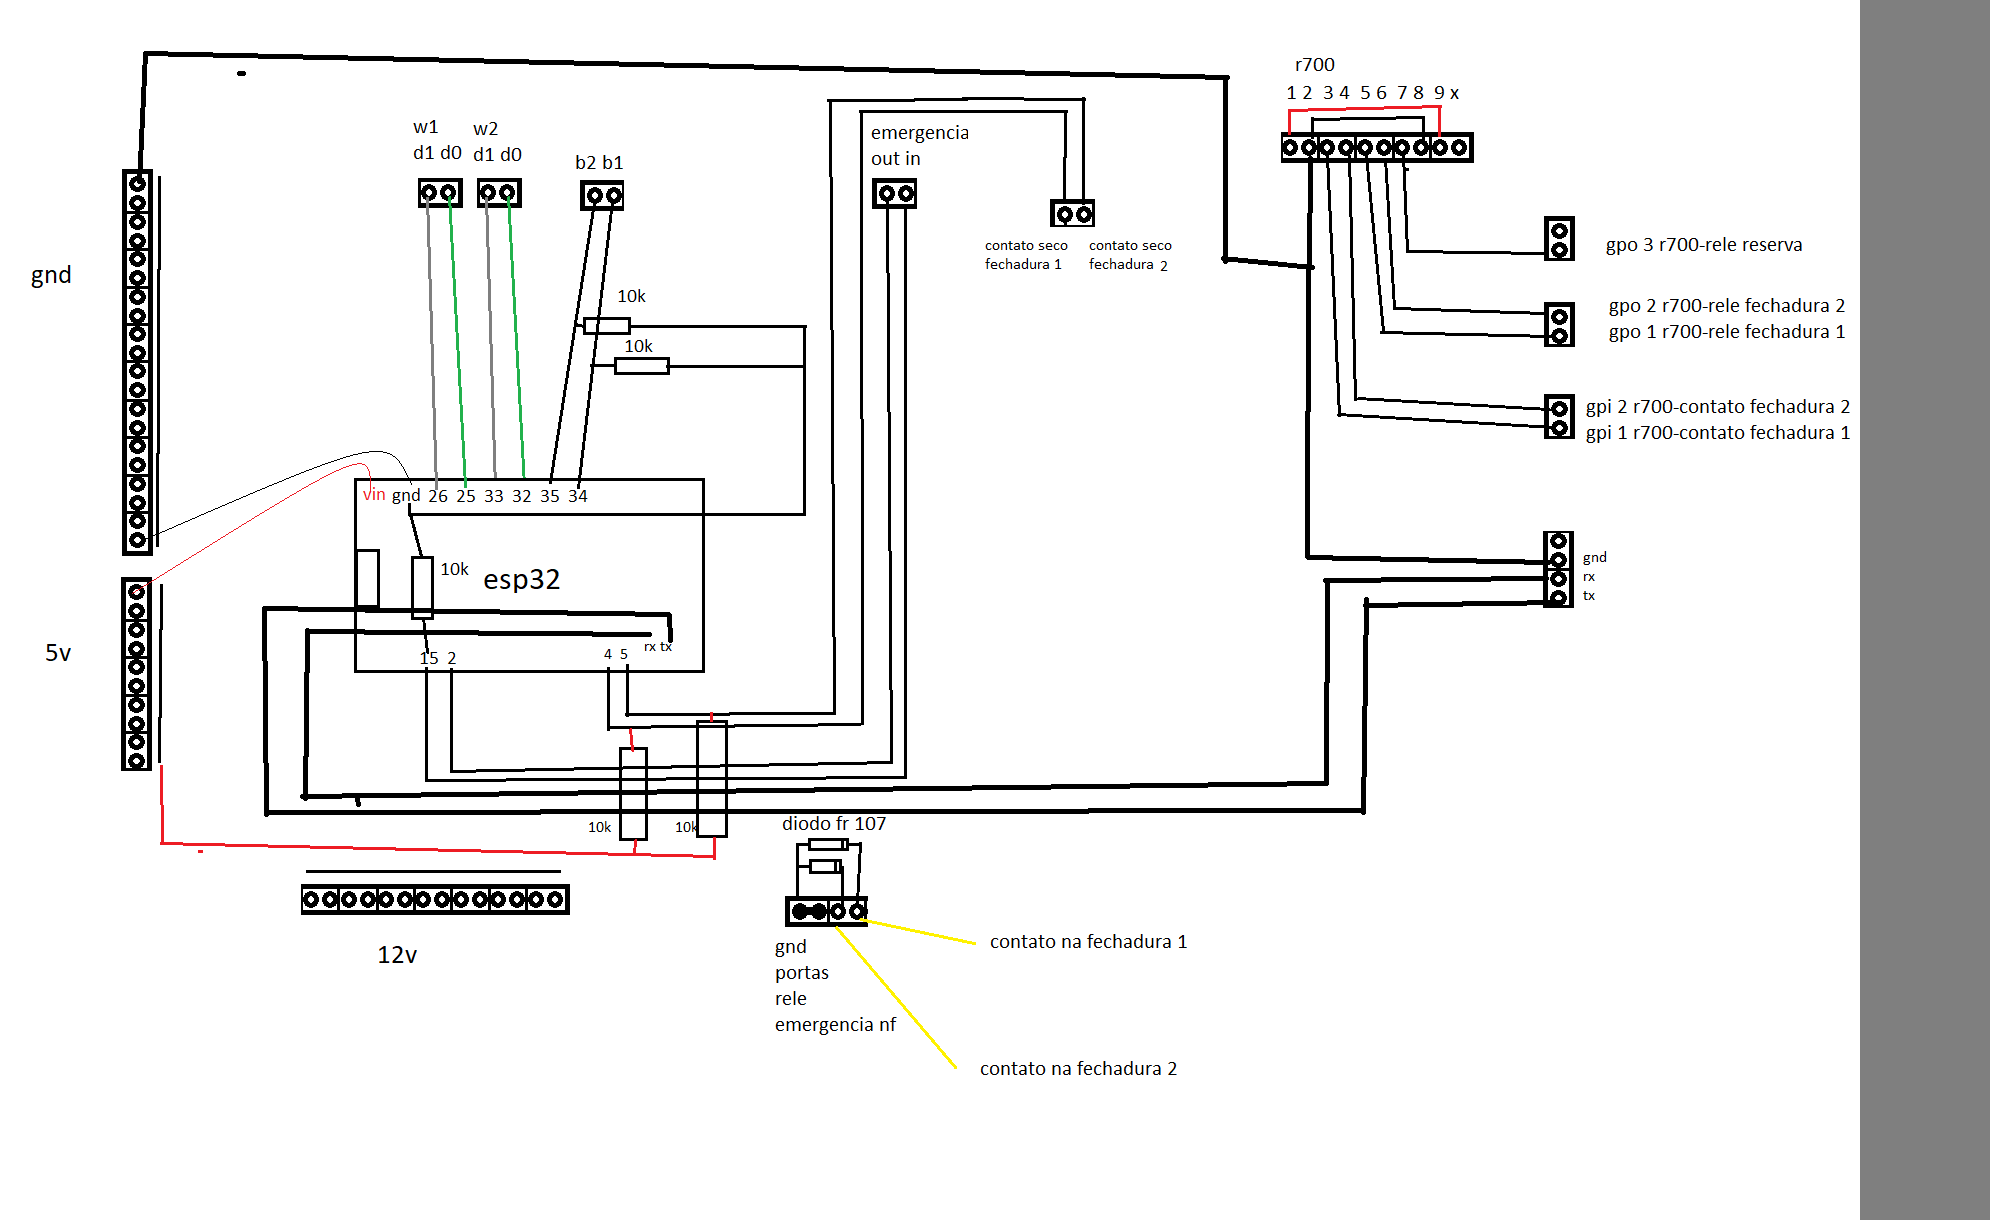 r700
1 2 3 4 5 6 7 8 9 x
w1
d1 d0
w2
d1 d0
b2 b1
emergencia
out in
contato seco
fechadura 1
contato seco
fechadura 2
gnd
10k
10k
gpo 3 r700-rele reserva
gpo 2 r700-rele fechadura 2
gpo 1 r700-rele fechadura 1
gpi 2 r700-contato fechadura 2
gpi 1 r700-contato fechadura 1
vin gnd 26 25 33 32 35 34
10k
esp32
gnd
rx
tx
5v
rx tx
15 2
4 5
10k
10k
diodo fr 107
12v
gnd
portas
rele
emergencia nf
contato na fechadura 1
contato na fechadura 2